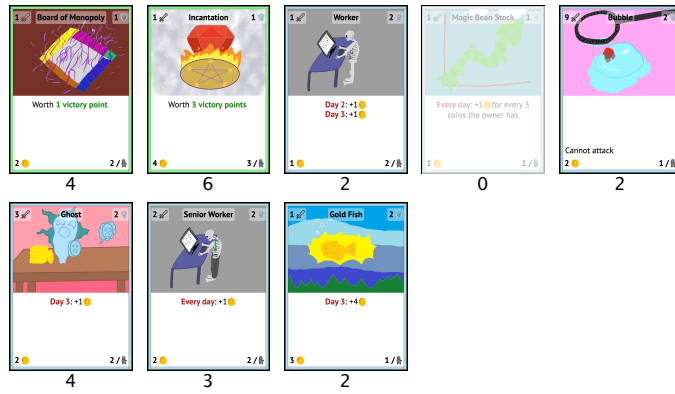 1 Board of Monopoly 1
Worth 1 victory point
2 2 /
4
1 Incantation 1
Worth 3 victory points
4 3 /
6
1 Worker 2
Day 2: +1
Day 3: +1
1 2 /
2
1 Magic Bean Stock 1
Every day: +1 for every 3
coins the owner has
1 1 /
0
9 Bubble 2
Cannot attack
2 1 /
2
3 Ghost 2
Day 3: +1
2 2 /
4
2 Senior Worker 2
Every day: +1
2 2 /
3
1 Gold Fish 2
Day 3: +4
3 1 /
2